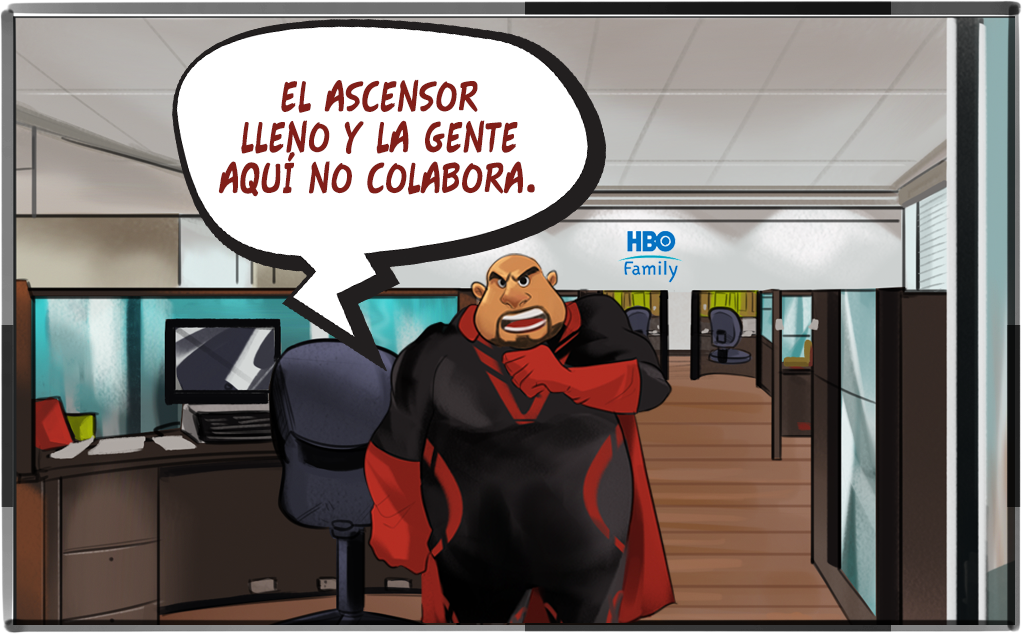 EL ASCENSOR
LLENO Y LA GENTE
AQUÍ NO COLABORA.
HBO
Family